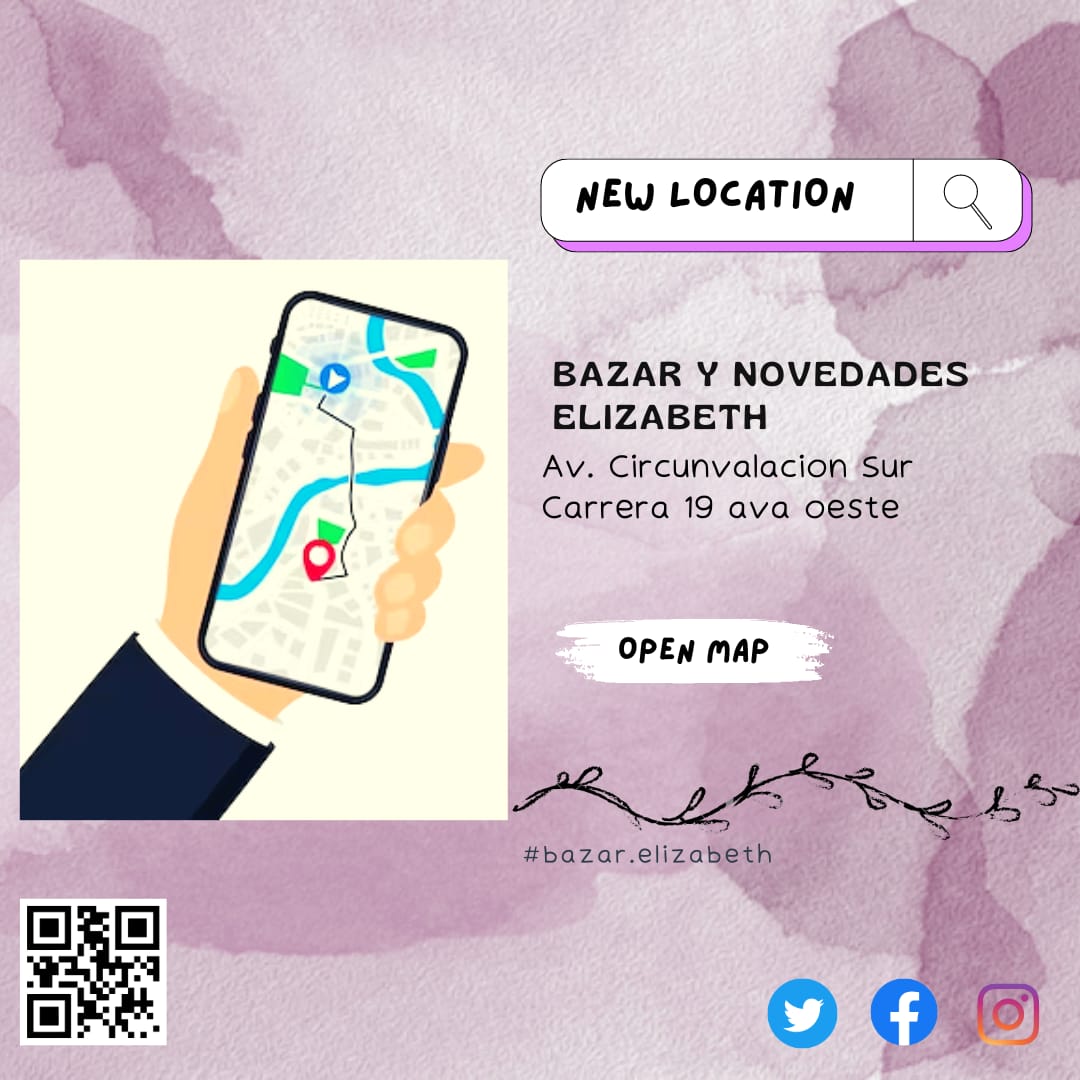 NEW LOCATION
BAZAR Y NOVEDADES
ELIZABETH
Av. Circunvalacion Sur
Carrera 19 ava oeste
OPEN MAP
#bazar.elizabeth